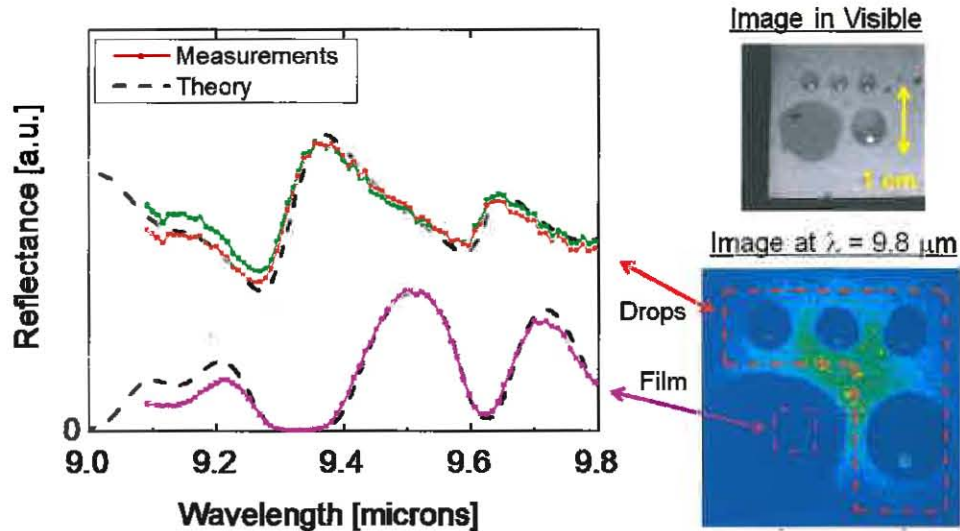 Image in Visible
Measurements
Theory
1 cm
Reflectance [a.u.]
Image at λ = 9.8 μm
Drops
Film
0
9.0 9.2 9.4 9.6 9.8
Wavelength [microns]